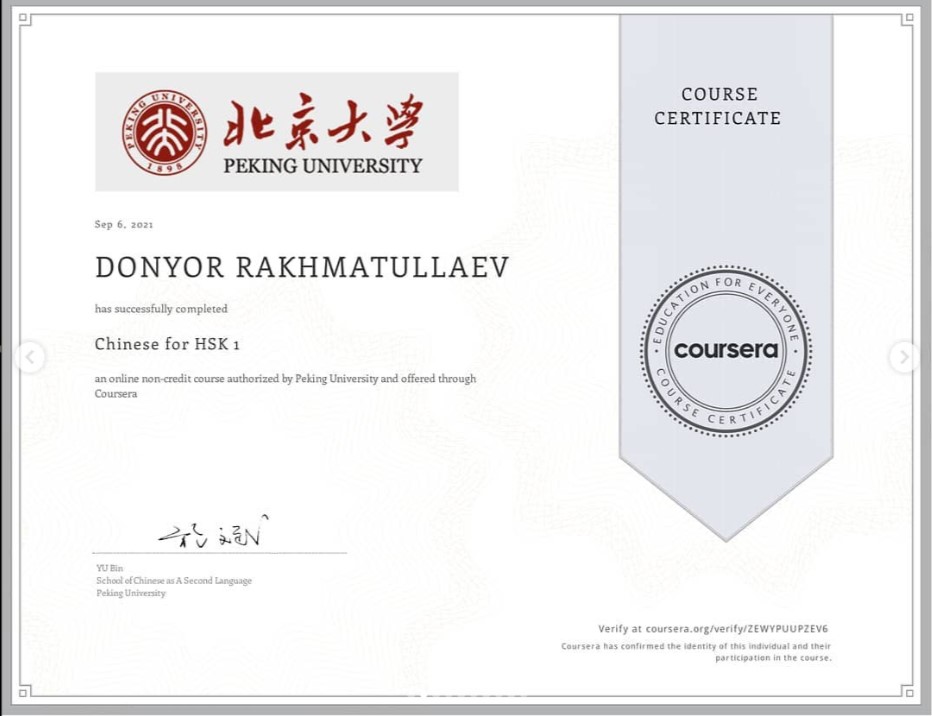 PEKING UNIVERSITY
1898
北京大学
PEKING UNIVERSITY
COURSE
CERTIFICATE
Sep 6, 2021
DONYOR RAKHMATULLAEV
has successfully completed
Chinese for HSK 1
an online non-credit course authorized by Peking University and offered through
Coursera
EDUCATION FOR EVERYONE
coursera
COURSE CERTIFICATE
YU Bin
School of Chinese as A Second Language
Peking University
Verify at coursera.org/verify/ZEWYPUUPZEV6
Coursera has confirmed the identity of this individual and their
participation in the course.